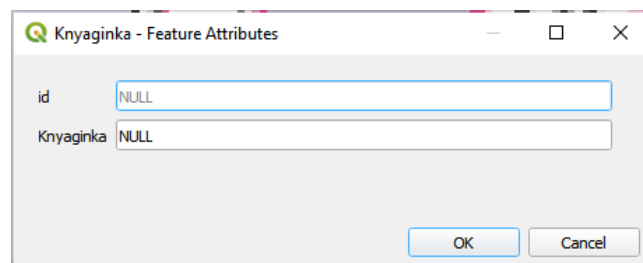 Knyaginka - Feature Attributes
id NULL
Knyaginka NULL
OK Cancel